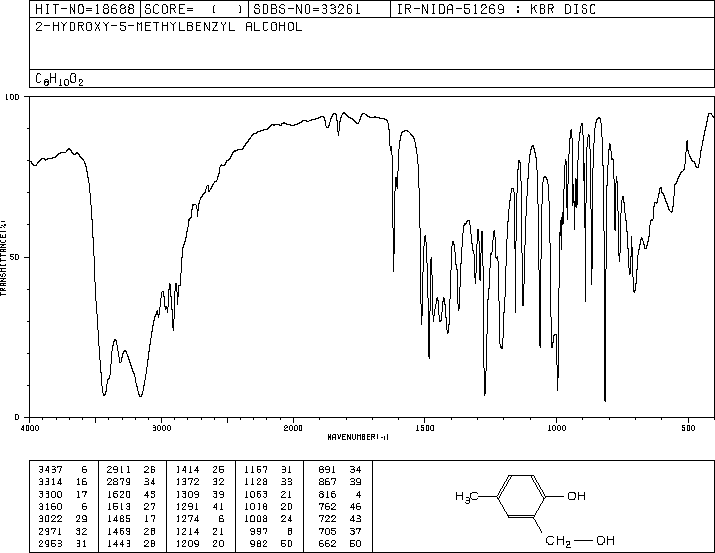 HIT-NO=18688 SCORE= ( ) SDBS-NO=33261 IR-NIDA-51269 : KBR DISC
2-HYDROXY-5-METHYLBENZYL ALCOHOL
C8H10O2
100
50
0
TRANSMITTANCE(%)
4000 3000 2000 1500 1000 500
WAVENUMBER(-1)
3437 6 2911 26 1414 26 1157 31 891 34
3314 16 2879 34 1372 32 1128 33 867 39
3300 17 1620 45 1309 39 1063 21 816 4
3160 6 1513 27 1291 41 1018 20 762 46
3022 29 1485 17 1274 6 1008 24 722 43
2971 32 1469 28 1214 21 997 8 705 37
2953 31 1443 28 1209 20 982 60 662 50
H3C OH
CH2 OH